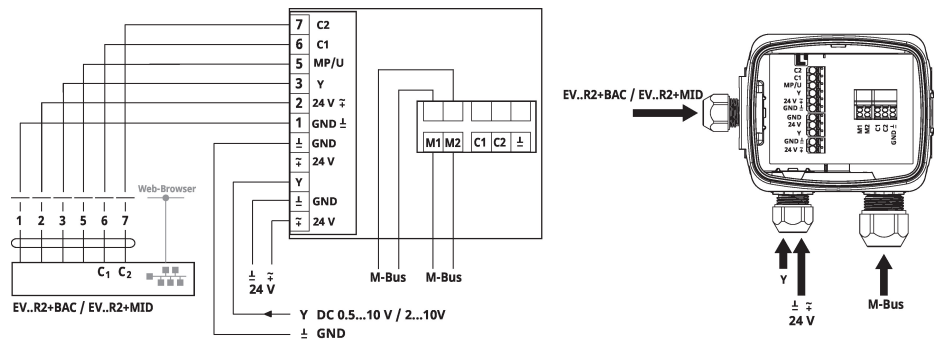 7 C2
6 C1
5 MP/U
3 Y
2 24 V ⏦
1 GND ⊥
⊥ GND
⏦ 24 V
Y
⊥ GND
⏦ 24 V
M1 M2 C1 C2 ⊥
Web-Browser
1 2 3 5 6 7
C1 C2
EV..R2+BAC / EV..R2+MID
⊥ ⏦
24 V
M-Bus M-Bus
Y DC 0.5...10 V / 2...10V
⊥ GND
EV..R2+BAC / EV..R2+MID
C2
C1
MP/U
Y
24 V ⏦
GND ⊥
GND
24 V
Y
GND ⊥
24 V ⏦
M1
M2
C1
C2
GND ⊥
Y
⊥ ⏦
24 V
M-Bus